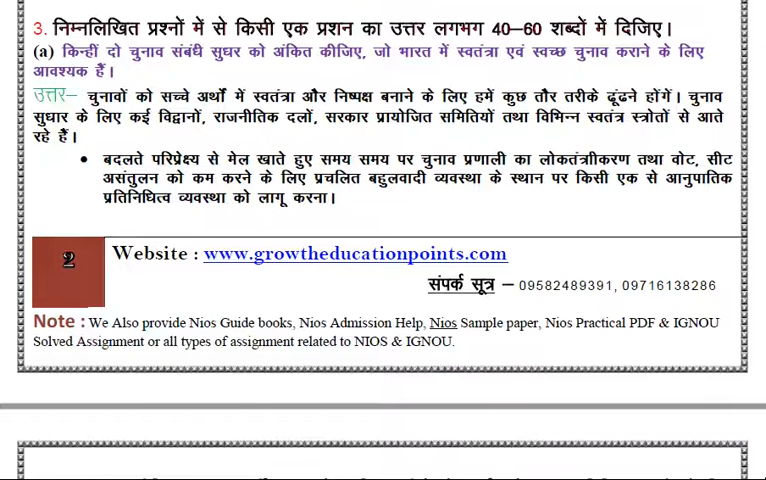 3. निम्नलिखित प्रश्नों में से किसी एक प्रशन का उत्तर लगभग 40–60 शब्दों में दिजिए।
(a) किन्हीं दो चुनाव संबंधी सुधर को अंकित कीजिए, जो भारत में स्वतंत्रा एवं स्वच्छ चुनाव कराने के लिए
आवश्यक हैं।
उत्तर– चुनावों को सच्चे अर्थों में स्वतंत्रा और निष्पक्ष बनाने के लिए हमें कुछ तौर तरीके ढूंढने होंगें। चुनाव
सुधार के लिए कई विद्वानों, राजनीतिक दलों, सरकार प्रायोजित समितियों तथा विभिन्न स्वतंत्र स्त्रोतों से आते
रहे हैं।
• बदलते परिप्रेक्ष्य से मेल खाते हुए समय समय पर चुनाव प्रणाली का लोकतंत्राीकरण तथा वोट, सीट
असंतुलन को कम करने के लिए प्रचलित बहुलवादी व्यवस्था के स्थान पर किसी एक से आनुपातिक
प्रतिनिधित्व व्यवस्था को लागू करना।
2 Website : www.growtheducationpoints.com
संपर्क सूत्र – 09582489391, 09716138286
Note : We Also provide Nios Guide books, Nios Admission Help, Nios Sample paper, Nios Practical PDF & IGNOU
Solved Assignment or all types of assignment related to NIOS & IGNOU.